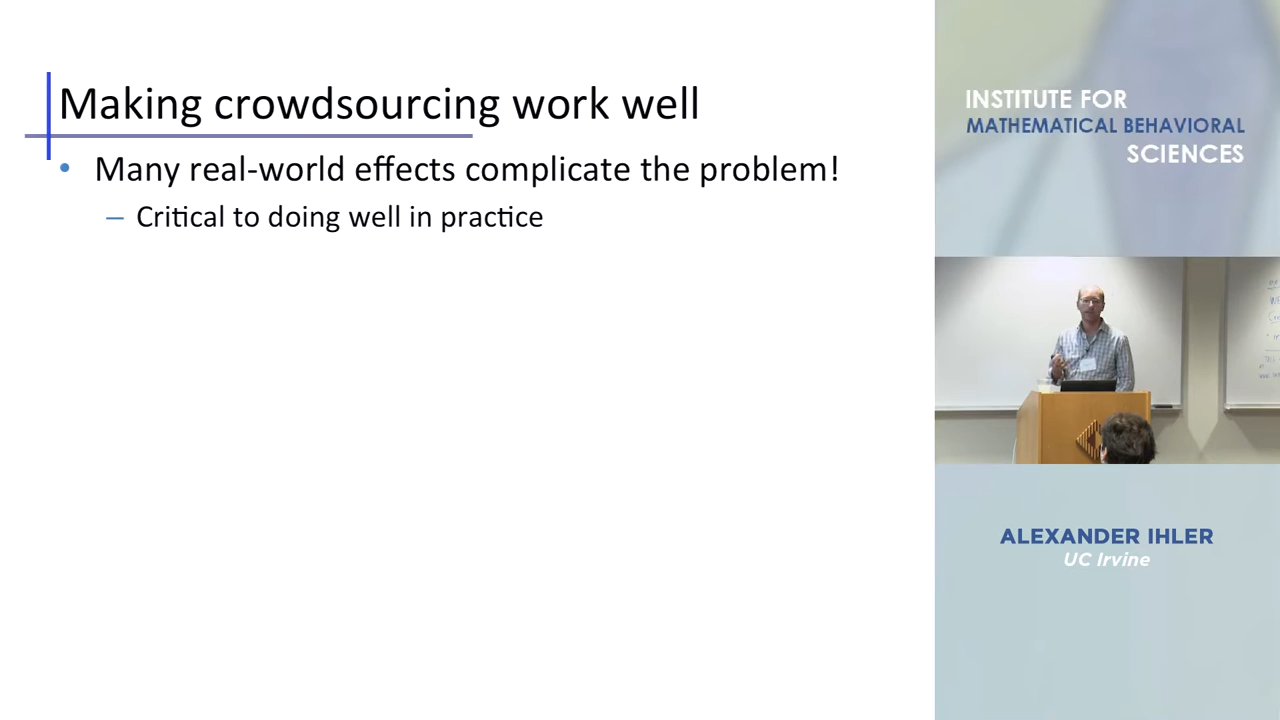 Making crowdsourcing work well
• Many real-world effects complicate the problem!
– Critical to doing well in practice
INSTITUTE FOR
MATHEMATICAL BEHAVIORAL
SCIENCES
ALEXANDER IHLER
UC Irvine